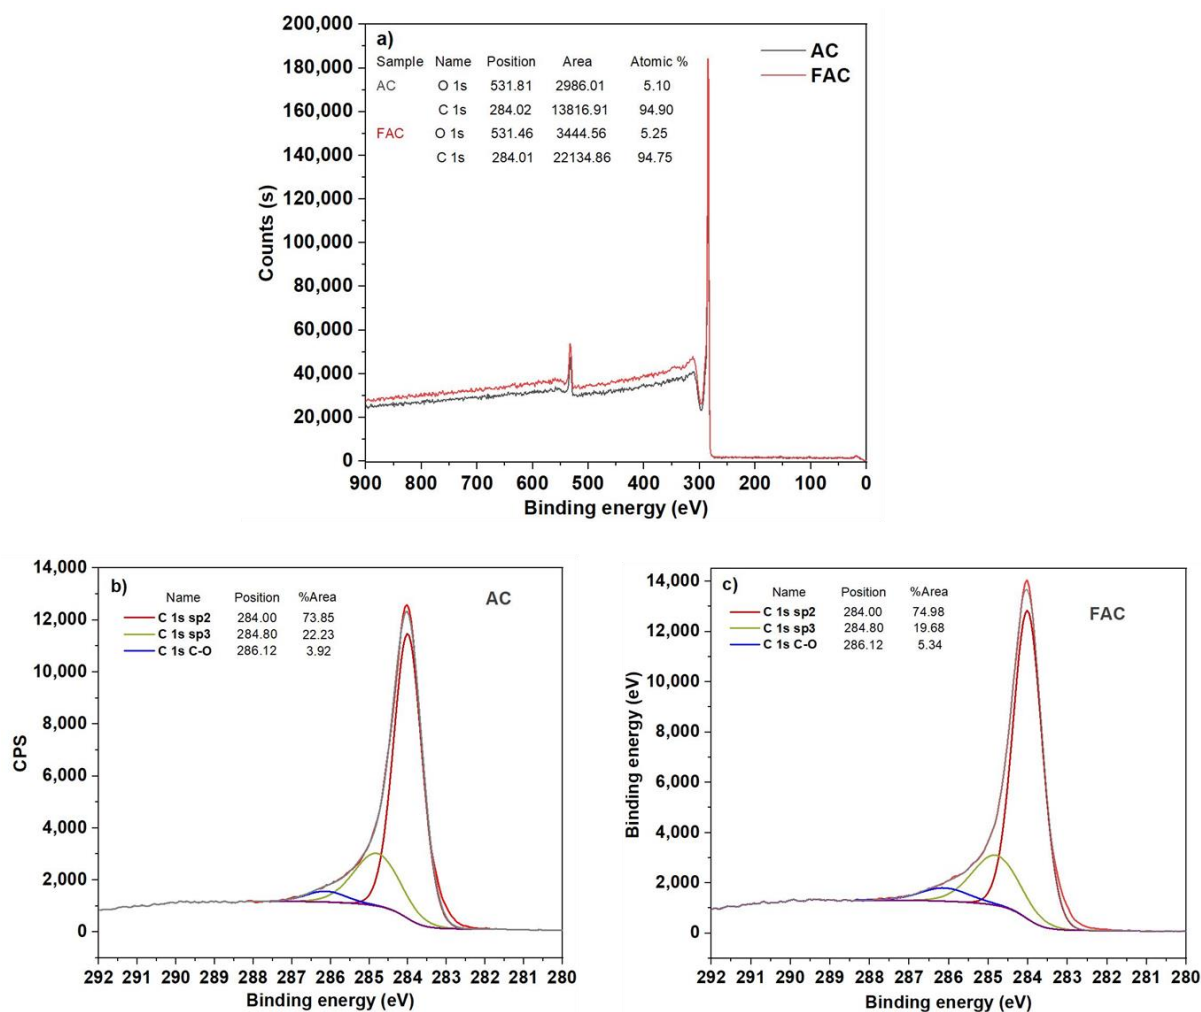 a)
AC
FAC
Sample Name Position Area Atomic %
AC O 1s 531.81 2986.01 5.10
C 1s 284.02 13816.91 94.90
FAC O 1s 531.46 3444.56 5.25
C 1s 284.01 22134.86 94.75
200,000
180,000
160,000
140,000
120,000
100,000
80,000
60,000
40,000
20,000
0
Counts (s)
900 800 700 600 500 400 300 200 100 0
Binding energy (eV)
b)
AC
Name Position %Area
C 1s sp2 284.00 73.85
C 1s sp3 284.80 22.23
C 1s C-O 286.12 3.92
14,000
12,000
10,000
8,000
6,000
4,000
2,000
0
CPS
292 291 290 289 288 287 286 285 284 283 282 281 280
Binding energy (eV)
c)
FAC
Name Position %Area
C 1s sp2 284.00 74.98
C 1s sp3 284.80 19.68
C 1s C-O 286.12 5.34
14,000
12,000
10,000
8,000
6,000
4,000
2,000
0
Binding energy (eV)
292 291 290 289 288 287 286 285 284 283 282 281 280
Binding energy (eV)